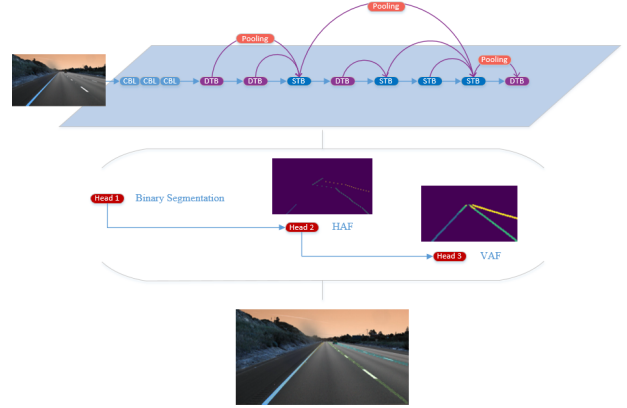 Pooling
Pooling
Pooling
CBL CBL CBL DTB DTB STB DTB STB STB STB DTB
Head 1 Binary Segmentation
Head 2 HAF
Head 3 VAF